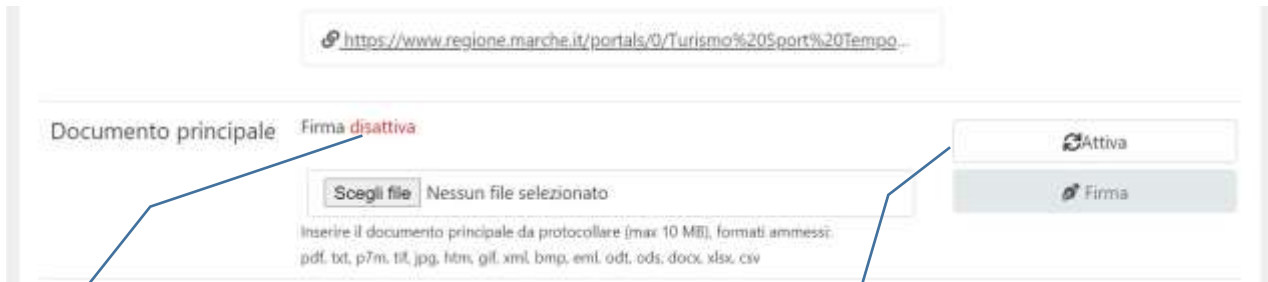 https://www.regione.marche.it/portals/0/Turismo%20Sport%20Tempo...
Documento principale
Firma disattiva
Attiva
Scegli file Nessun file selezionato
Firma
Inserire il documento principale da protocollare (max 10 MB), formati ammessi:
pdf, txt, p7m, tif, jpg, htm, gif, xml, bmp, eml, odt, ods, docx, xlsx, csv